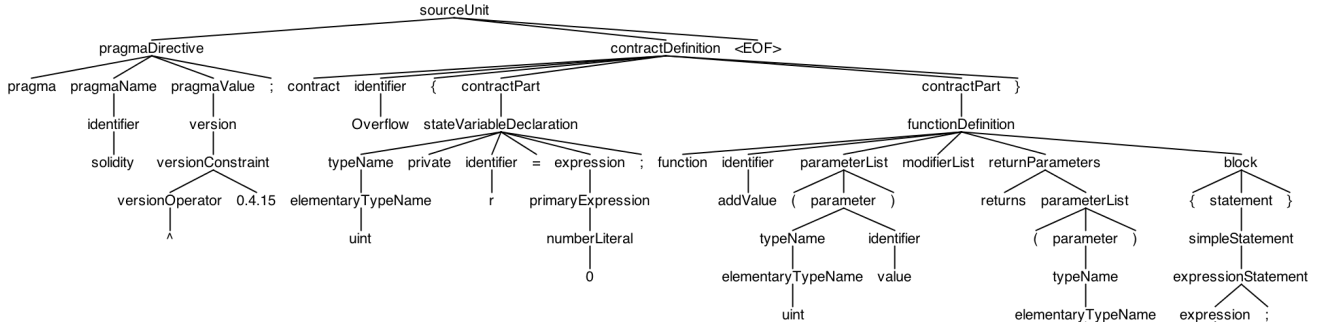 sourceUnit
pragmaDirective contractDefinition <EOF>
pragma pragmaName pragmaValue ; contract identifier { contractPart contractPart }
identifier version Overflow stateVariableDeclaration functionDefinition
solidity versionConstraint typeName private identifier = expression ; function identifier parameterList modifierList returnParameters block
versionOperator 0.4.15 elementaryTypeName r primaryExpression addValue ( parameter ) returns parameterList { statement }
^ uint numberLiteral typeName identifier ( parameter ) simpleStatement
0 elementaryTypeName value typeName expressionStatement
uint elementaryTypeName expression ;